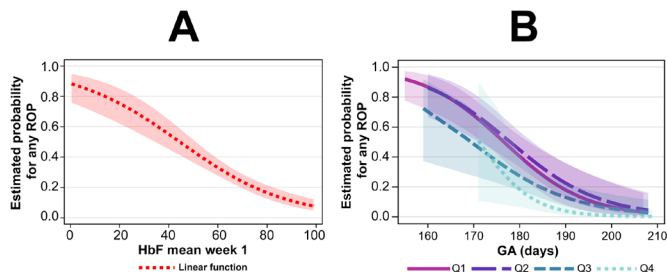 A
Estimated probability
for any ROP
1.0
0.8
0.6
0.4
0.2
0.0
0
20
40
60
80
100
HbF mean week 1
Linear function
B
Estimated probability
for any ROP
1.0
0.8
0.6
0.4
0.2
0.0
160
170
180
190
200
210
GA (days)
Q1
Q2
Q3
Q4